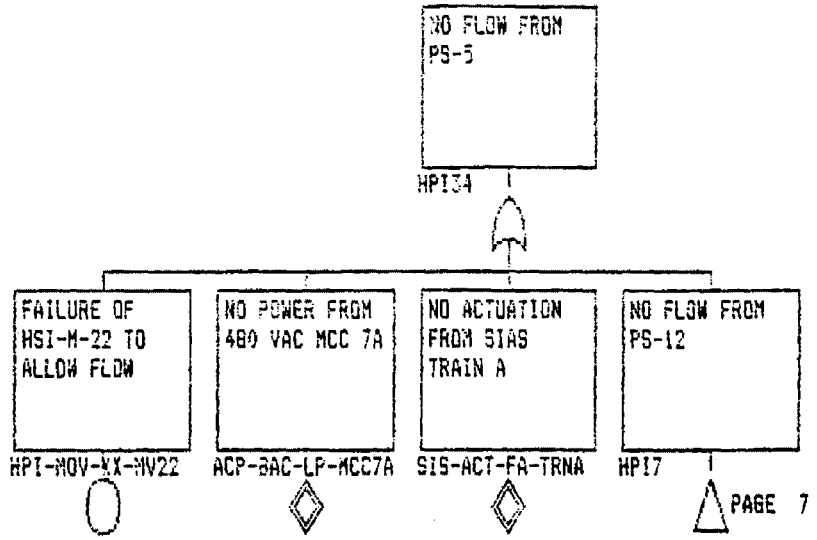 NO FLOW FROM
PS-5
HPI34
FAILURE OF
HSI-M-22 TO
ALLOW FLOW
NO POWER FROM
480 VAC MCC 7A
NO ACTUATION
FROM SIAS
TRAIN A
NO FLOW FROM
PS-12
HPI-MOV-XX-MV22
ACP-BAC-LP-MCC7A
SIS-ACT-FA-TRNA
HPI7
PAGE 7